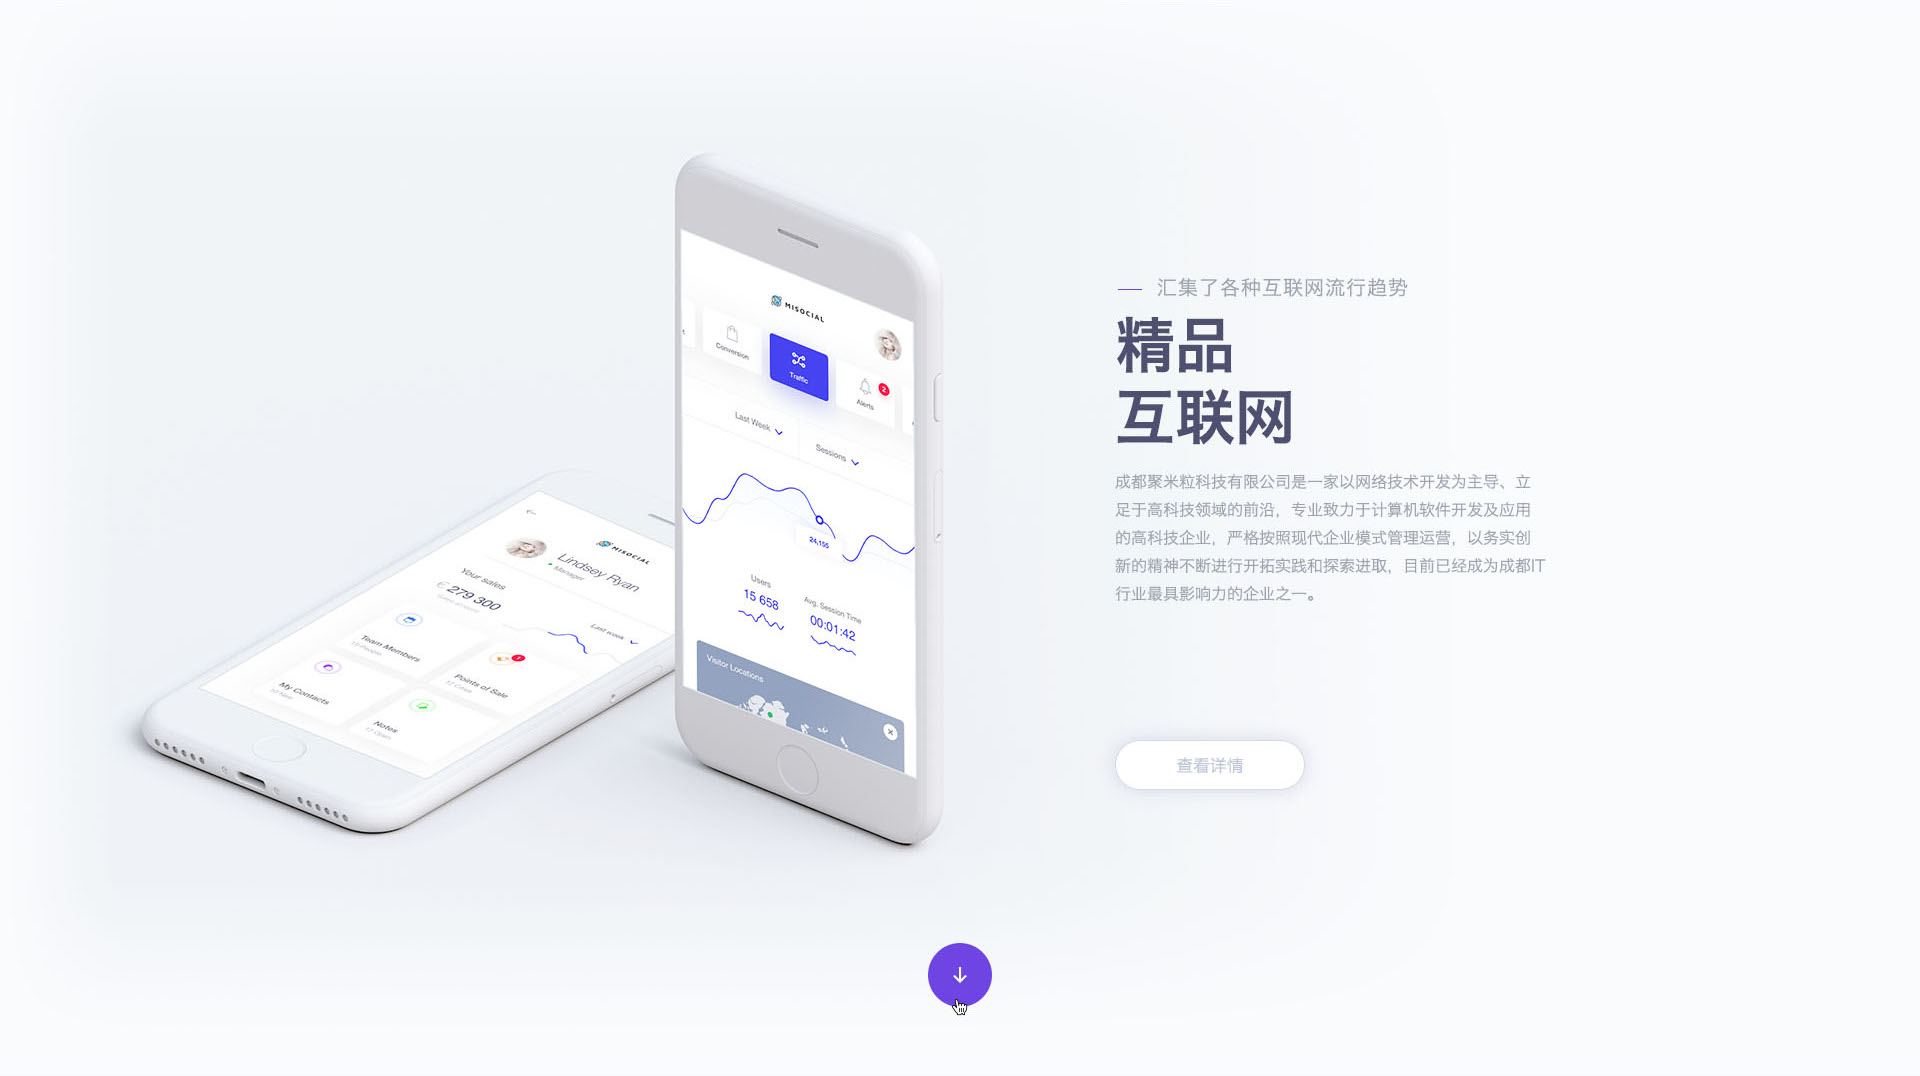 汇集了各种互联网流行趋势
精品
互联网
成都聚米粒科技有限公司是一家以网络技术开发为主导、立
足于高科技领域的前沿，专业致力于计算机软件开发及应用
的高科技企业，严格按照现代企业模式管理运营，以务实创
新的精神不断进行开拓实践和探索进取，目前已经成为成都IT
行业最具影响力的企业之一。
查看详情
MISOCIAL
Conversion
Traffic
2
Alerts
Last Week
Sessions
24,155
Users
15 658
Avg. Session Time
00:01:42
Visitor Locations
MISOCIAL
Lindsey Ryan
Manager
Your sales
€ 279 300
Last week
Team Members
Points of Sale
My Contacts
Notes